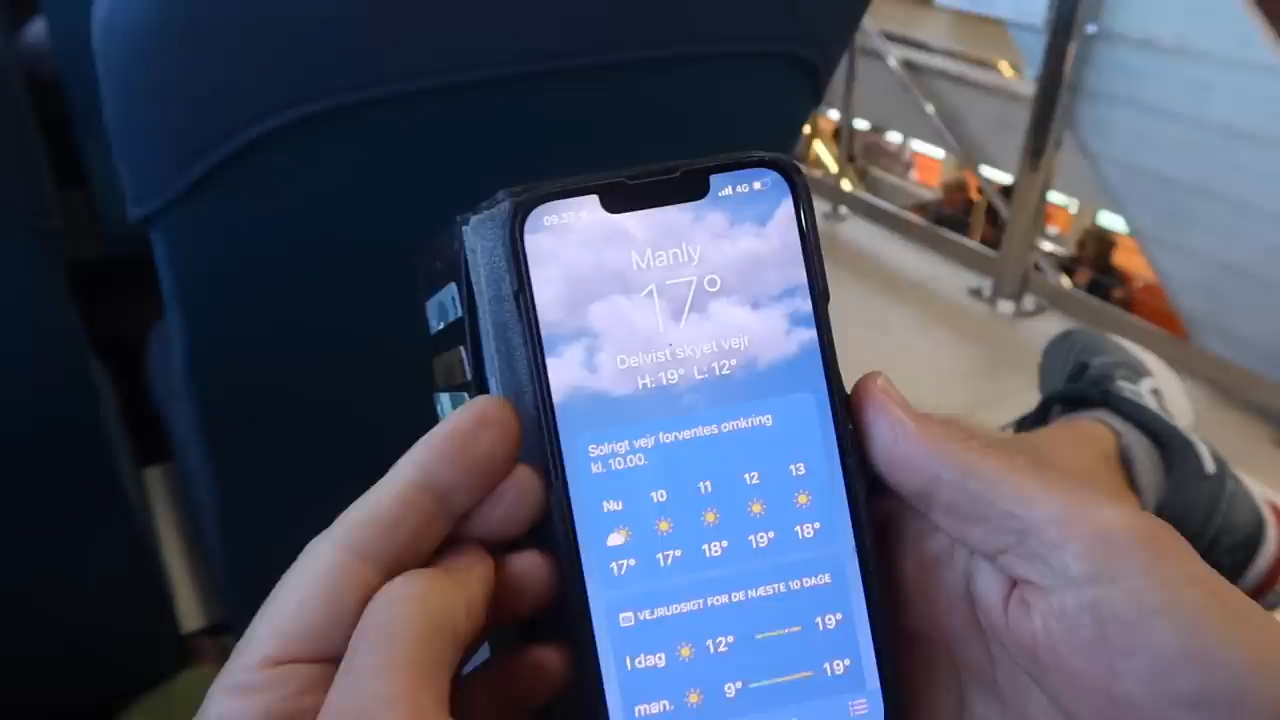 09.37
4G
Manly
17°
Delvist skyet vejr
H: 19° L: 12°
Solrigt vejr forventes omkring
kl. 10.00.
Nu 10 11 12 13
17° 17° 18° 19° 18°
VEJRUDSIGT FOR DE NÆSTE 10 DAGE
I dag 12° 19°
man. 9° 19°